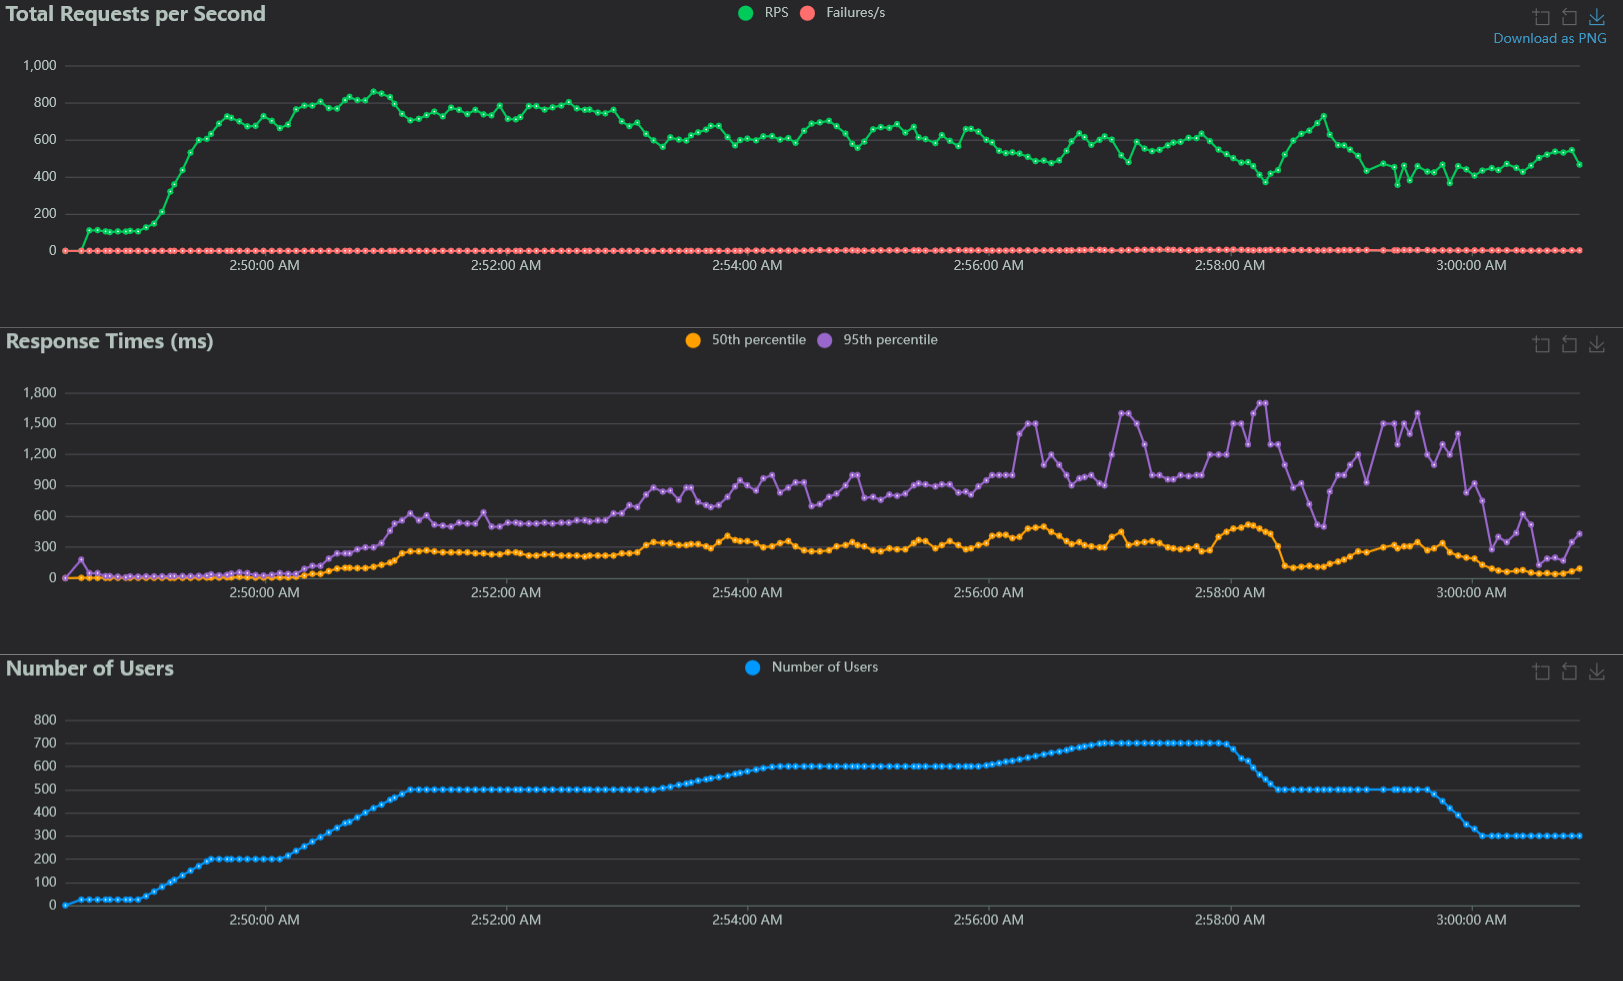 Total Requests per Second
RPS Failures/s
Download as PNG
1,000
800
600
400
200
0
2:50:00 AM 2:52:00 AM 2:54:00 AM 2:56:00 AM 2:58:00 AM 3:00:00 AM
Response Times (ms)
50th percentile 95th percentile
1,800
1,500
1,200
900
600
300
0
2:50:00 AM 2:52:00 AM 2:54:00 AM 2:56:00 AM 2:58:00 AM 3:00:00 AM
Number of Users
Number of Users
800
700
600
500
400
300
200
100
0
2:50:00 AM 2:52:00 AM 2:54:00 AM 2:56:00 AM 2:58:00 AM 3:00:00 AM